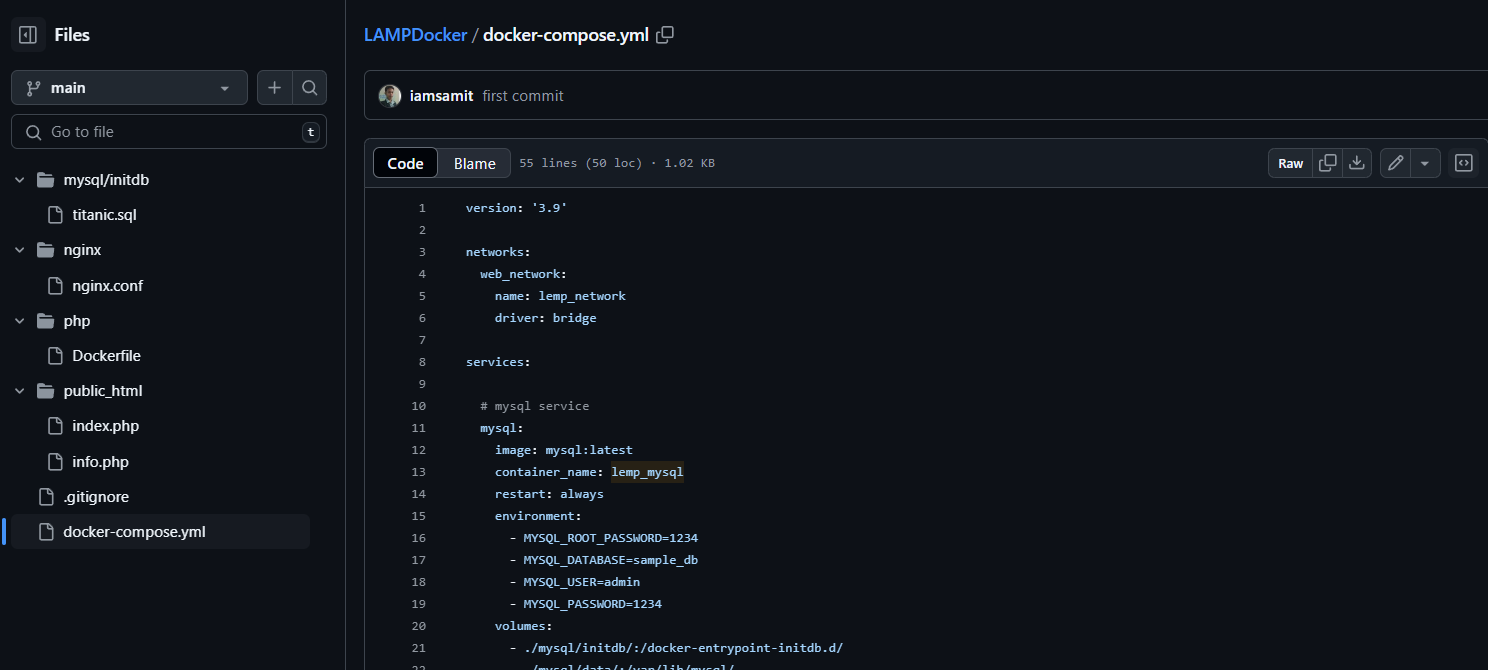 Files
main
Go to file
t
mysql/initdb
titanic.sql
nginx
nginx.conf
php
Dockerfile
public_html
index.php
info.php
.gitignore
docker-compose.yml
LAMPDocker / docker-compose.yml
iamsamit first commit
Code Blame 55 lines (50 loc) · 1.02 KB Raw
1 version: '3.9'
2
3 networks:
4 web_network:
5 name: lemp_network
6 driver: bridge
7
8 services:
9
10 # mysql service
11 mysql:
12 image: mysql:latest
13 container_name: lemp_mysql
14 restart: always
15 environment:
16 - MYSQL_ROOT_PASSWORD=1234
17 - MYSQL_DATABASE=sample_db
18 - MYSQL_USER=admin
19 - MYSQL_PASSWORD=1234
20 volumes:
21 - ./mysql/initdb/:/docker-entrypoint-initdb.d/
22 - ./mysql/data/:/var/lib/mysql/